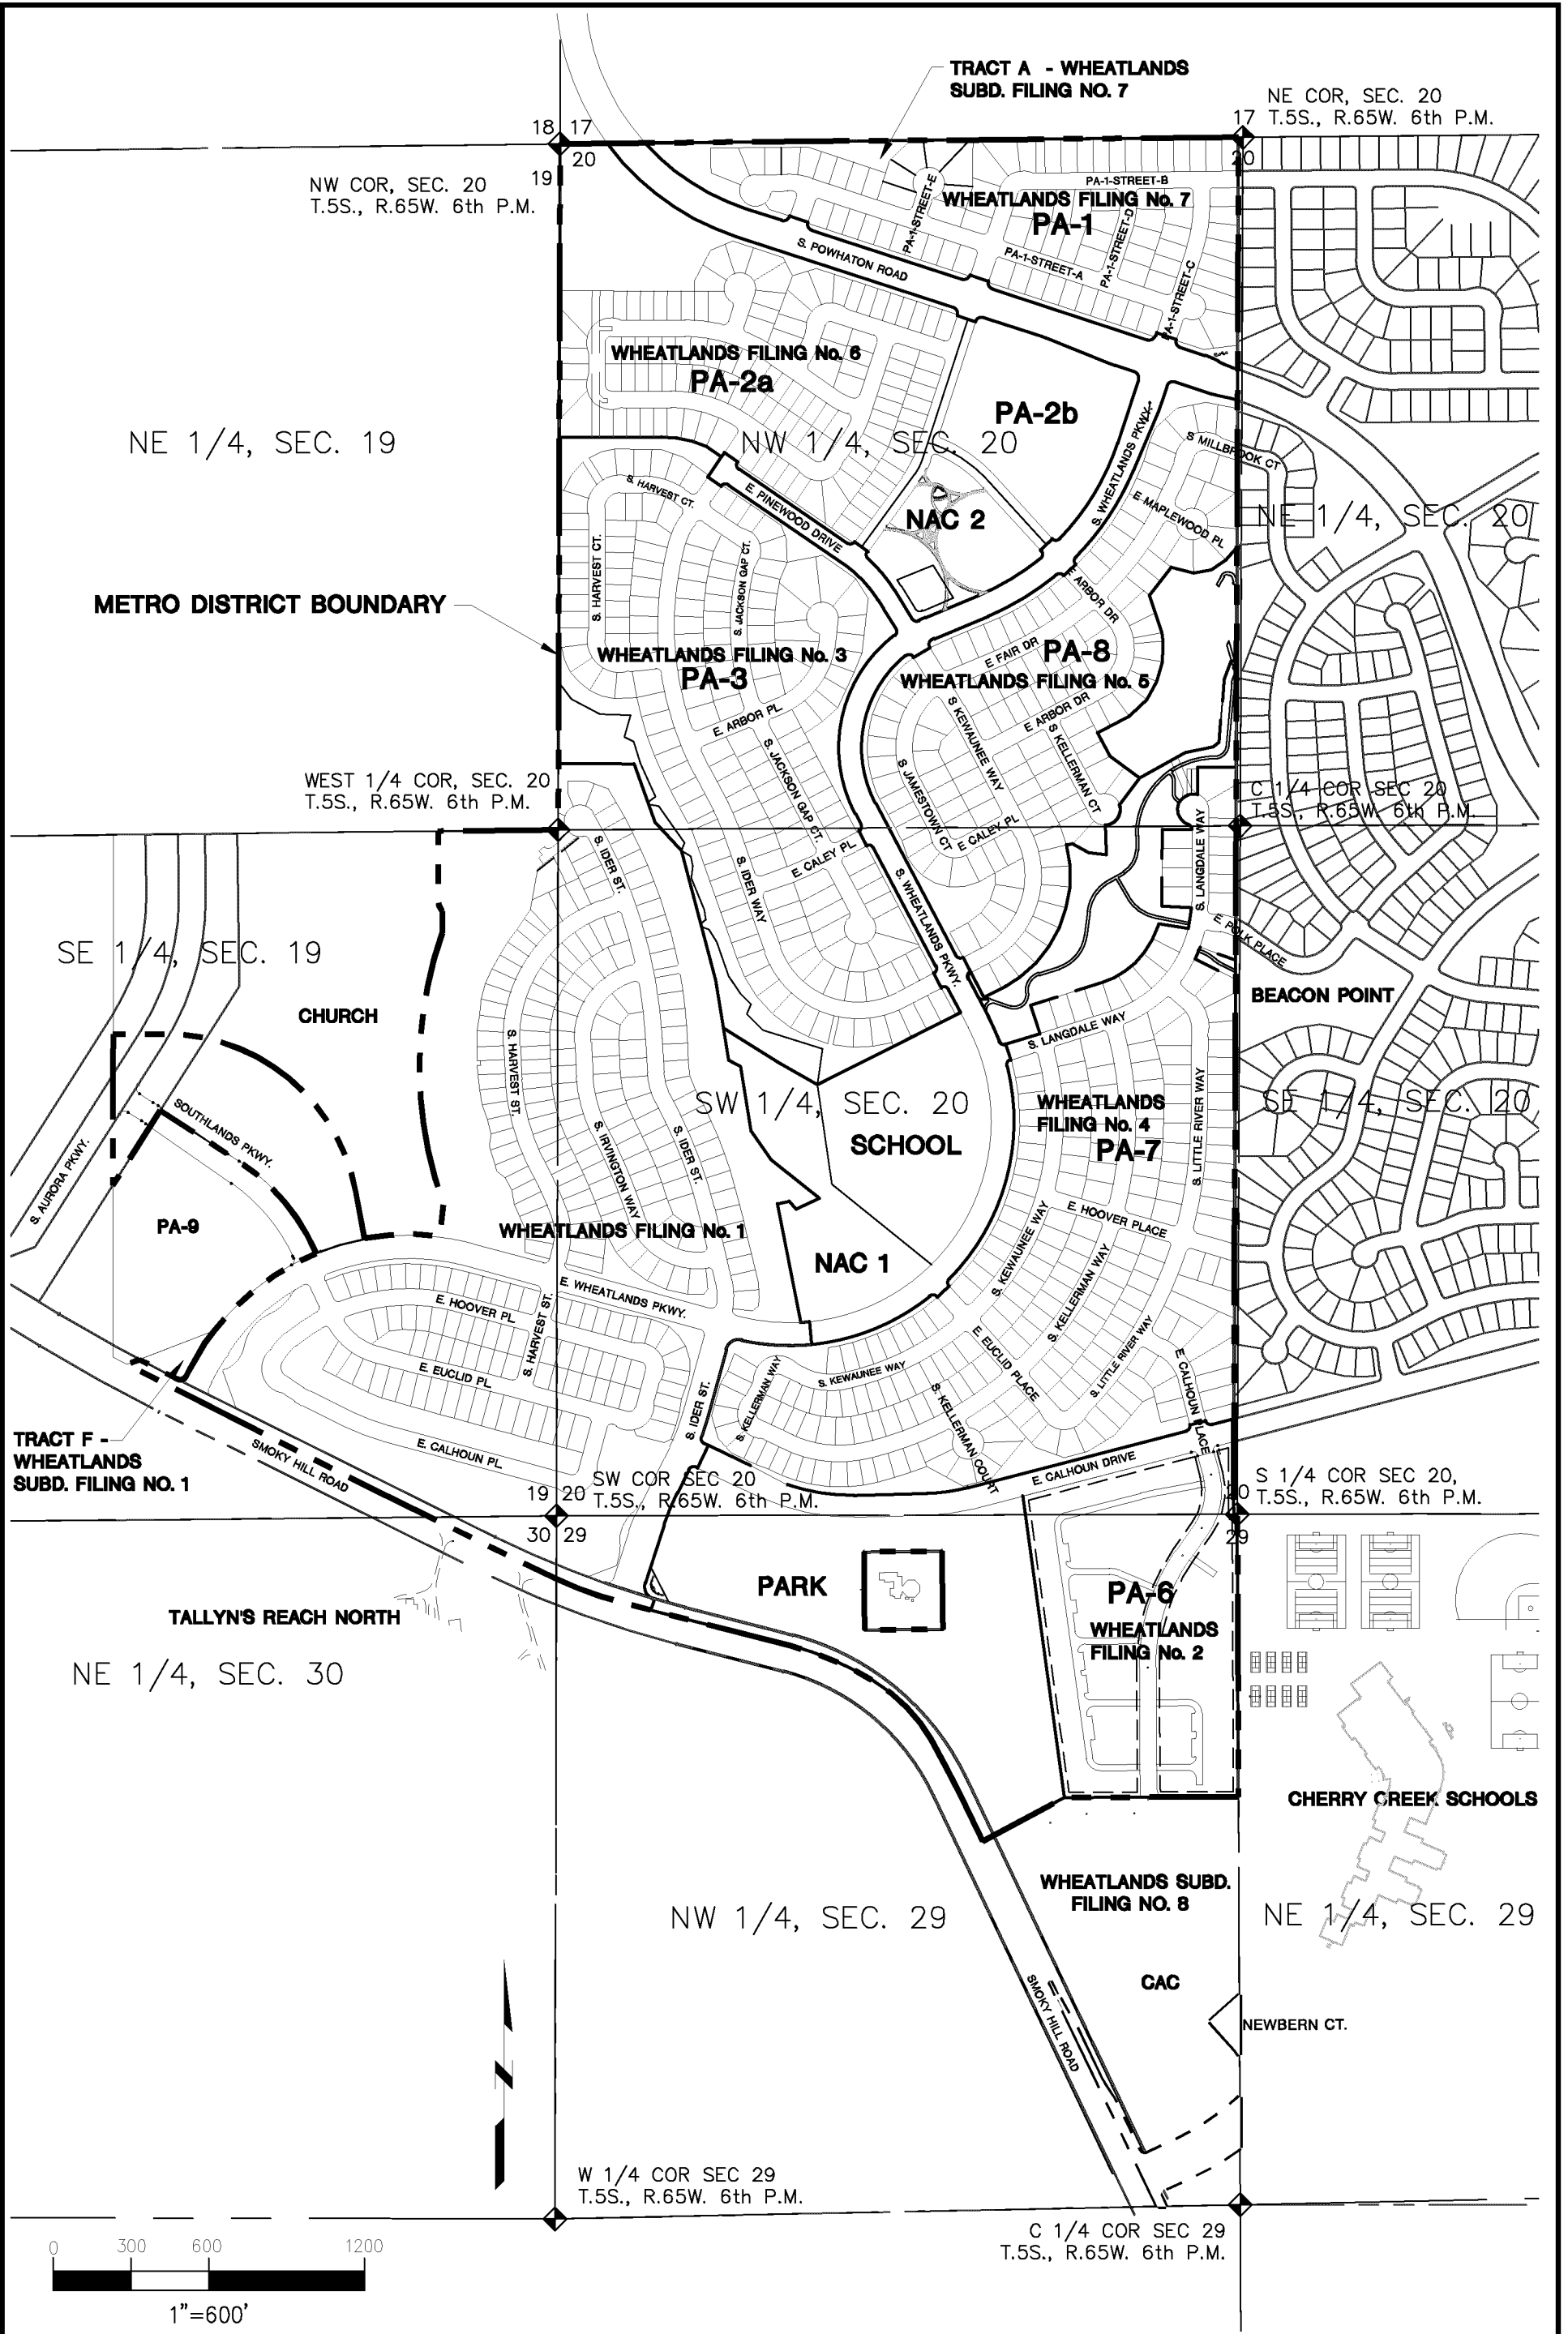 TRACT A - WHEATLANDS
SUBD. FILING NO. 7
NE COR, SEC. 20
T.5S., R.65W. 6th P.M.
18
17
17
20
20
19
NW COR, SEC. 20
T.5S., R.65W. 6th P.M.
PA-1-STREET-B
PA-1-STREET-E
WHEATLANDS FILING No. 7
PA-1
PA-1-STREET-D
S. POWHATON ROAD
PA-1-STREET-A
PA-1-STREET-C
WHEATLANDS FILING No. 6
PA-2a
PA-2b
NE 1/4, SEC. 19
NW 1/4, SEC. 20
S. WHEATLANDS PKWY.
S MILLBROOK CT
S. HARVEST CT.
E. PINEWOOD DRIVE
E. MAPLEWOOD PL
NAC 2
NE 1/4, SEC. 20
S. HARVEST CT.
S. JACKSON GAP CT.
E ARBOR DR
METRO DISTRICT BOUNDARY
WHEATLANDS FILING No. 3
PA-3
E FAIR DR
PA-8
WHEATLANDS FILING No. 5
E. ARBOR PL
S KEWAUNEE WAY
E ARBOR DR
S KELLERMAN CT
S. JACKSON GAP CT.
S JAMESTOWN CT
WEST 1/4 COR, SEC. 20
T.5S., R.65W. 6th P.M.
C 1/4 COR SEC 20
T.5S., R.65W. 6th P.M.
S. IDER ST.
S. IDER WAY
E CALEY PL
E CALEY PL
S. LANGDALE WAY
S. WHEATLANDS PKWY.
E. POLK PLACE
SE 1/4, SEC. 19
CHURCH
BEACON POINT
S. HARVEST ST.
S. LANGDALE WAY
SOUTHLANDS PKWY.
S. AURORA PKWY.
SW 1/4, SEC. 20
SCHOOL
WHEATLANDS
FILING No. 4
PA-7
S. LITTLE RIVER WAY
SE 1/4, SEC. 20
S. IRVINGTON WAY
S. IDER ST.
PA-9
WHEATLANDS FILING No. 1
NAC 1
S. KEWAUNEE WAY
E. HOOVER PLACE
S. KELLERMAN WAY
E. WHEATLANDS PKWY.
E. HOOVER PL
S. HARVEST ST.
E. EUCLID PL
S. IDER ST.
S. KELLERMAN WAY
S. KEWAUNEE WAY
E. EUCLID PLACE
S. LITTLE RIVER WAY
E. CALHOUN PLACE
S. KELLERMAN COURT
TRACT F -
WHEATLANDS
SUBD. FILING NO. 1
SMOKY HILL ROAD
E. CALHOUN PL
E. CALHOUN DRIVE
SW COR SEC 20
T.5S., R.65W. 6th P.M.
19
20
30
29
S 1/4 COR SEC 20,
T.5S., R.65W. 6th P.M.
20
29
PARK
PA-6
WHEATLANDS
FILING No. 2
TALLYN'S REACH NORTH
NE 1/4, SEC. 30
CHERRY CREEK SCHOOLS
WHEATLANDS SUBD.
FILING NO. 8
NW 1/4, SEC. 29
NE 1/4, SEC. 29
CAC
SMOKY HILL ROAD
NEWBERN CT.
N
W 1/4 COR SEC 29
T.5S., R.65W. 6th P.M.
C 1/4 COR SEC 29
T.5S., R.65W. 6th P.M.
0 300 600 1200
1"=600'